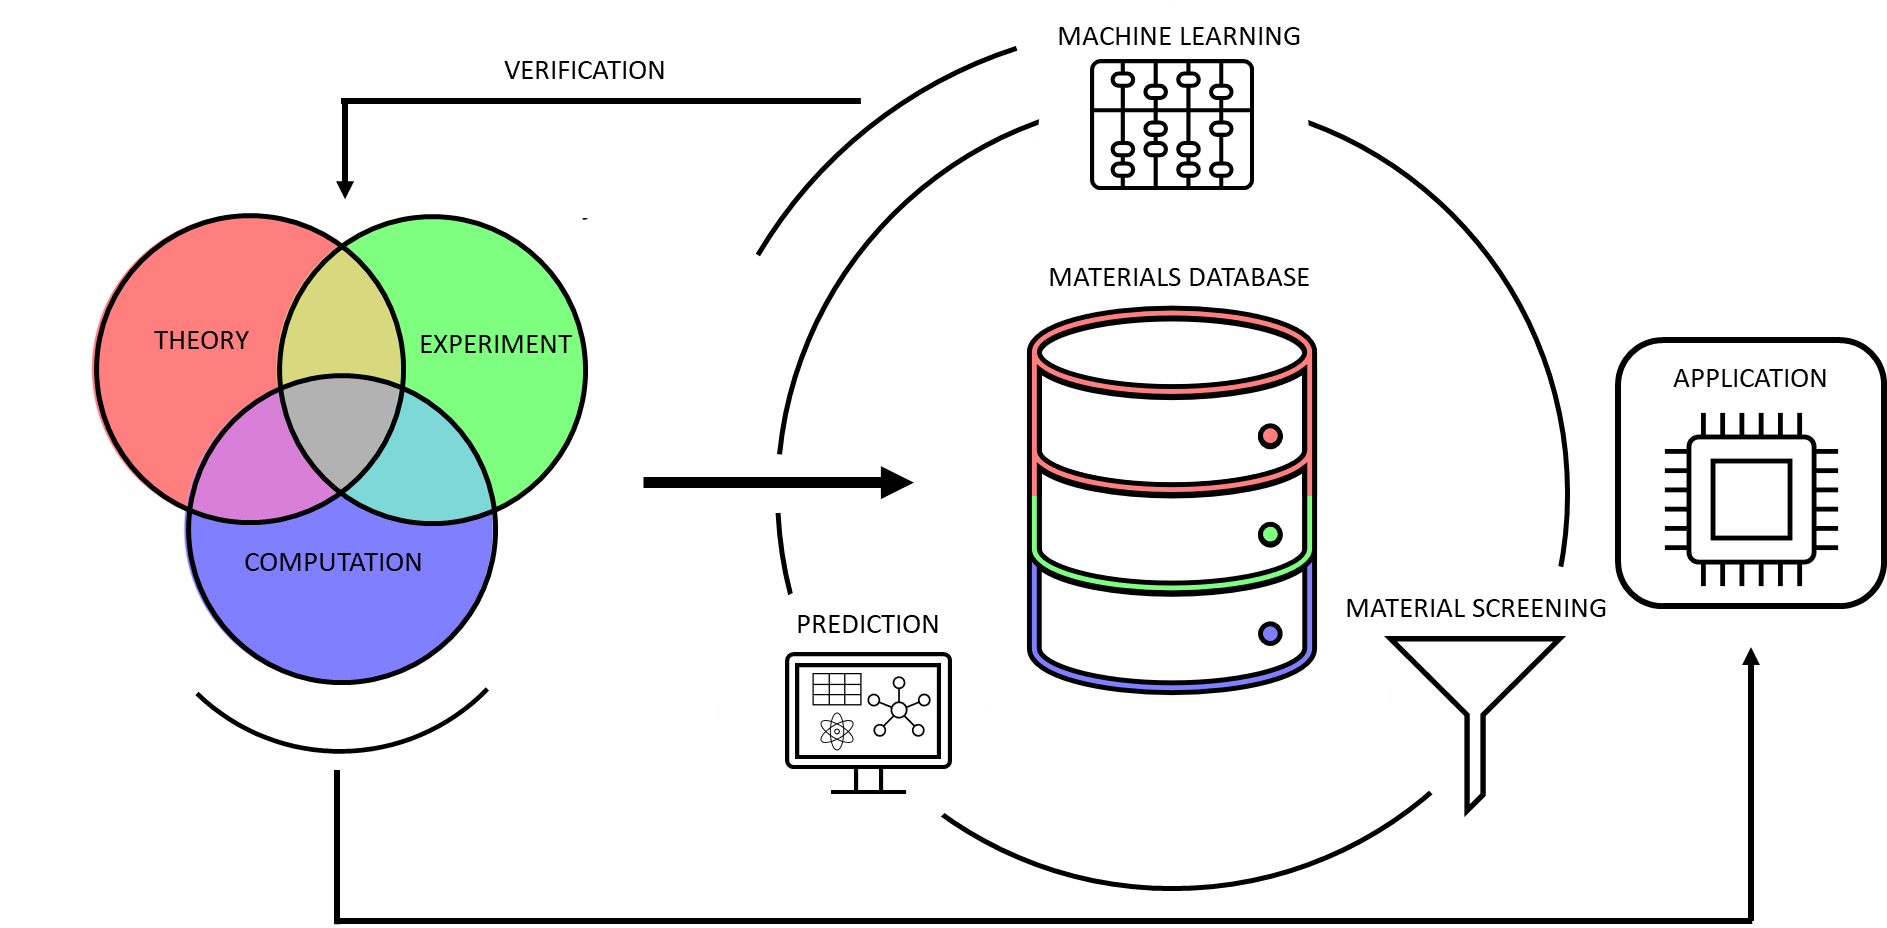 MACHINE LEARNING
VERIFICATION
MATERIALS DATABASE
THEORY
EXPERIMENT
APPLICATION
COMPUTATION
MATERIAL SCREENING
PREDICTION